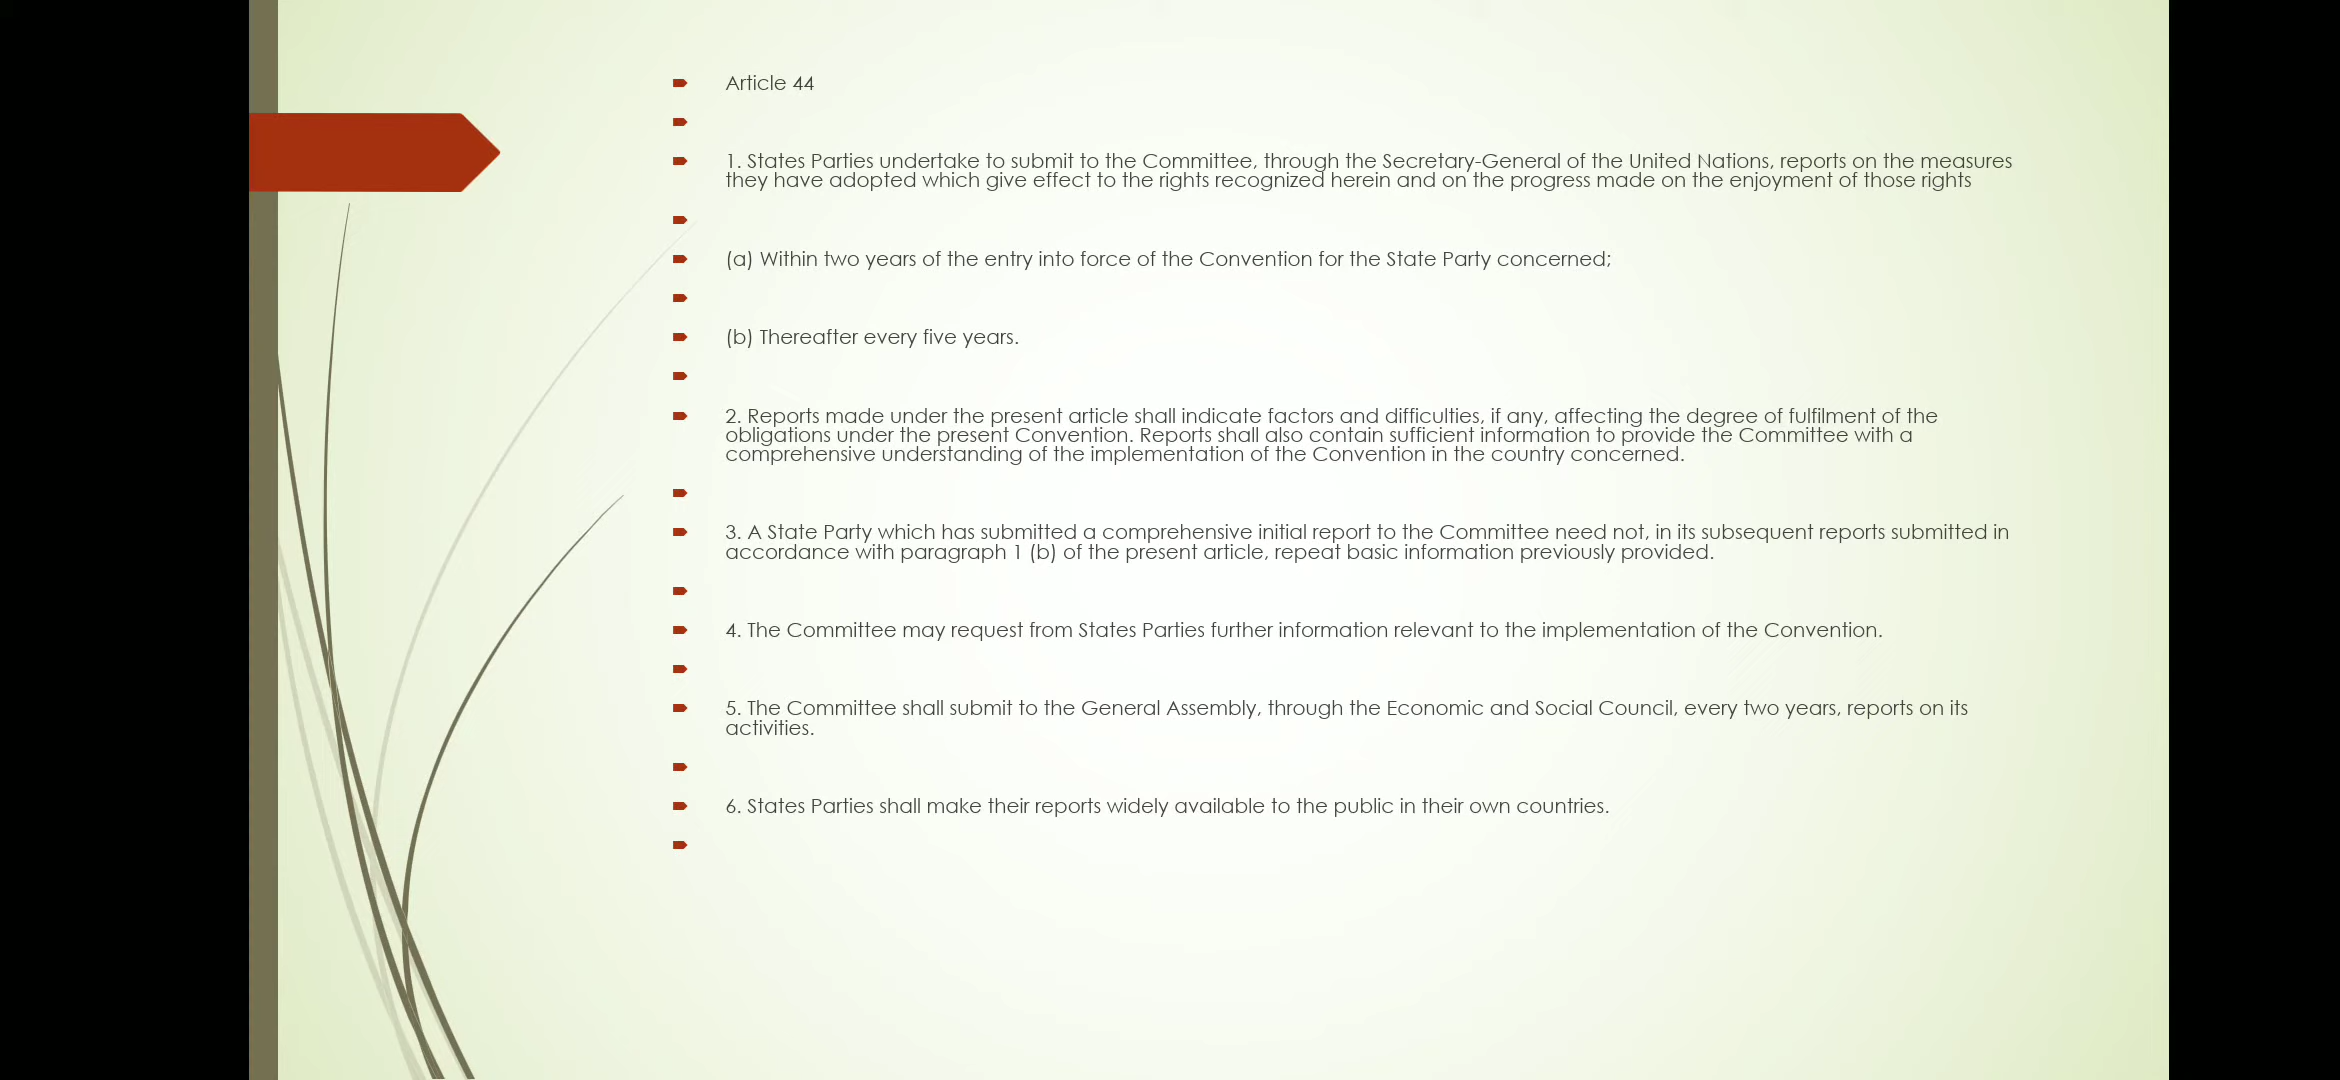 Article 44
1. States Parties undertake to submit to the Committee, through the Secretary-General of the United Nations, reports on the measures
they have adopted which give effect to the rights recognized herein and on the progress made on the enjoyment of those rights
(a) Within two years of the entry into force of the Convention for the State Party concerned;
(b) Thereafter every five years.
2. Reports made under the present article shall indicate factors and difficulties, if any, affecting the degree of fulfilment of the
obligations under the present Convention. Reports shall also contain sufficient information to provide the Committee with a
comprehensive understanding of the implementation of the Convention in the country concerned.
3. A State Party which has submitted a comprehensive initial report to the Committee need not, in its subsequent reports submitted in
accordance with paragraph 1 (b) of the present article, repeat basic information previously provided.
4. The Committee may request from States Parties further information relevant to the implementation of the Convention.
5. The Committee shall submit to the General Assembly, through the Economic and Social Council, every two years, reports on its
activities.
6. States Parties shall make their reports widely available to the public in their own countries.